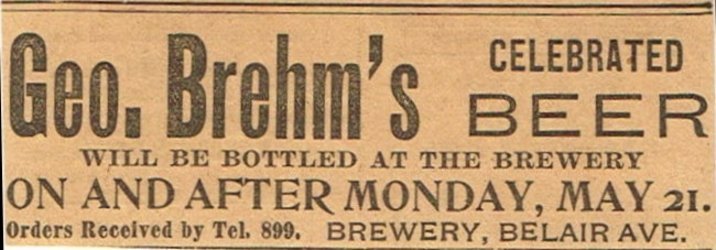 Geo. Brehm's CELEBRATED BEER
WILL BE BOTTLED AT THE BREWERY
ON AND AFTER MONDAY, MAY 21.
Orders Received by Tel. 899. BREWERY, BELAIR AVE.